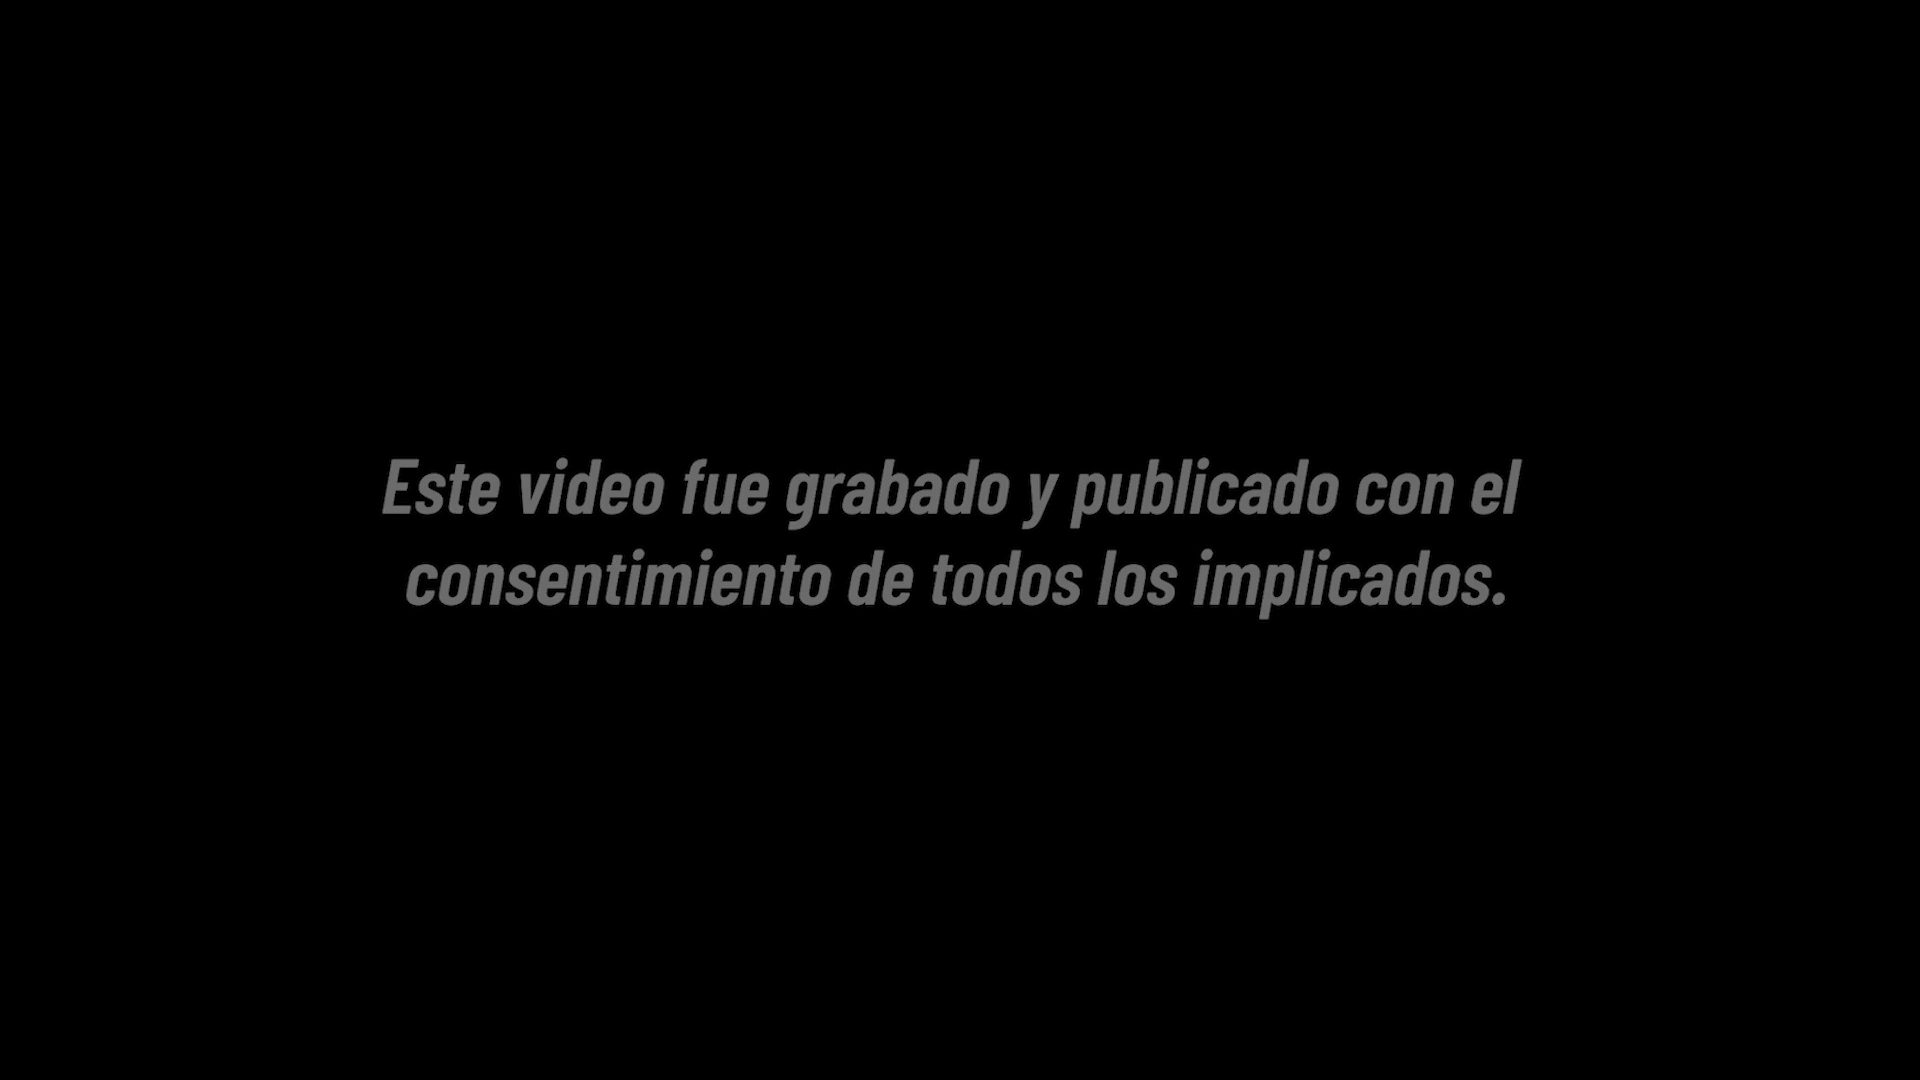 Este video fue grabado y publicado con el
consentimiento de todos los implicados.